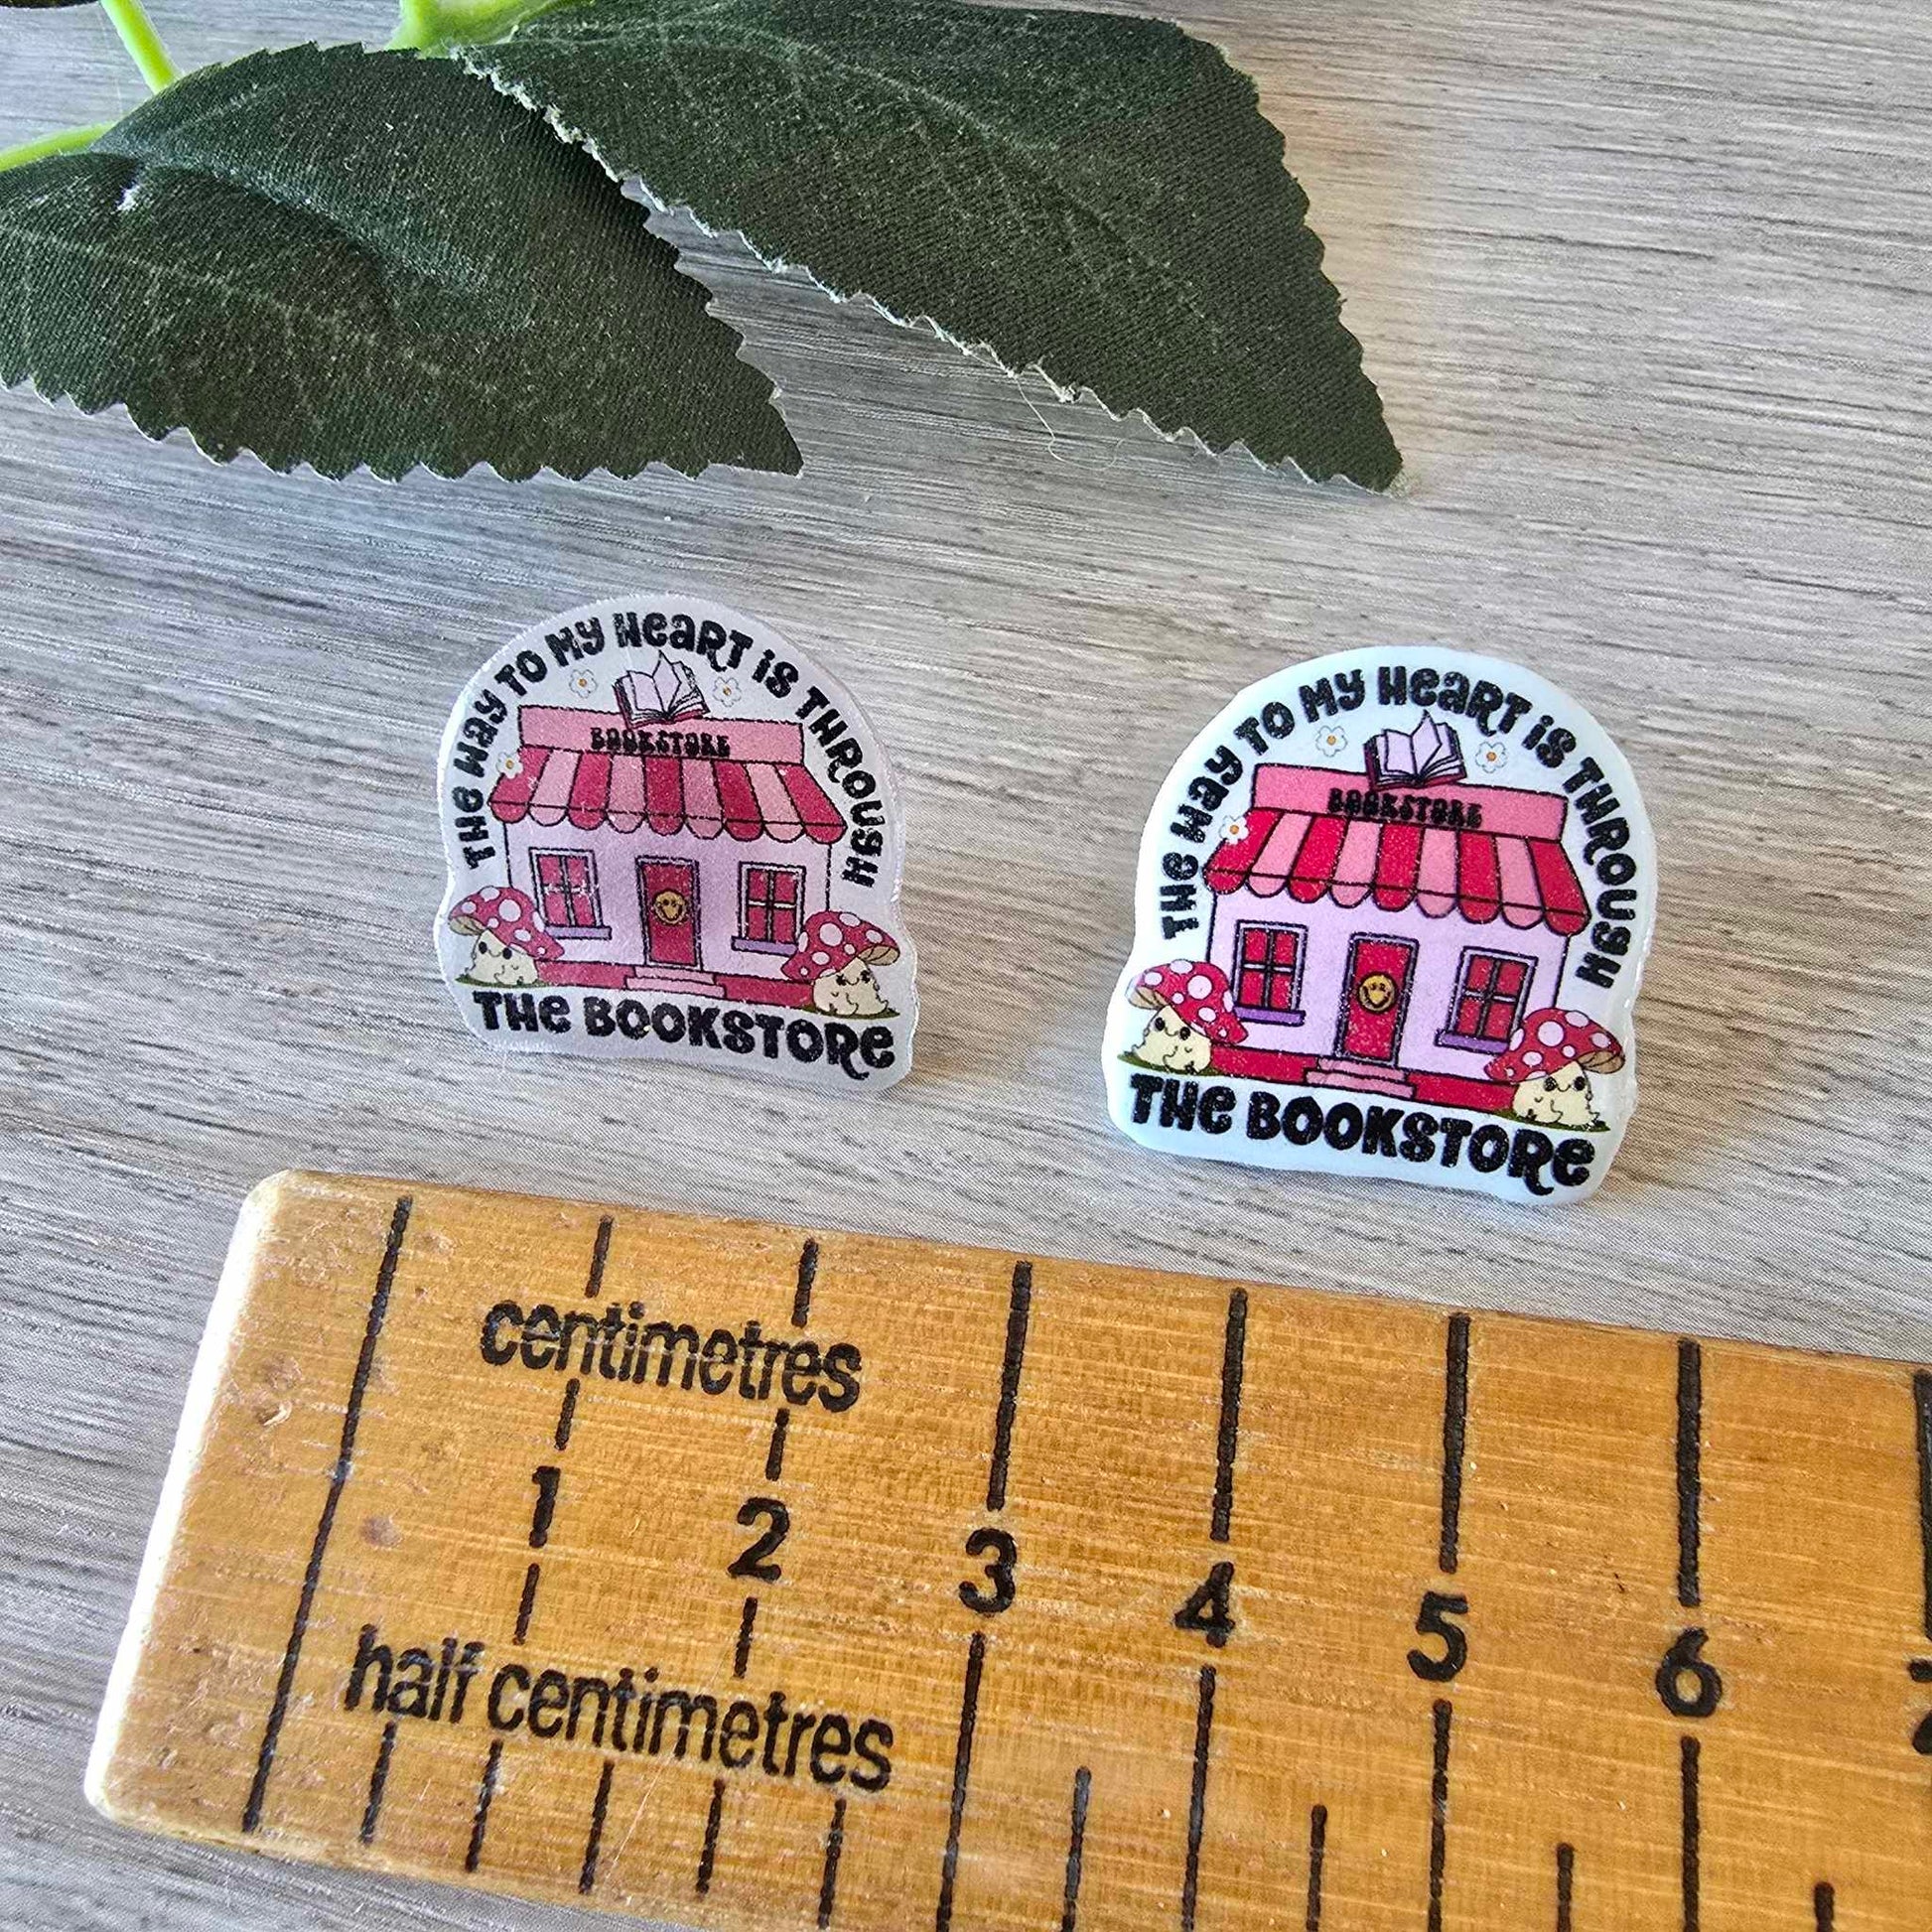 THE WAY TO MY HEART IS THROUGH
BOOKSTORE
THE BOOKSTORE
THE WAY TO MY HEART IS THROUGH
BOOKSTORE
THE BOOKSTORE
centimetres
1 2 3 4 5 6
half centimetres